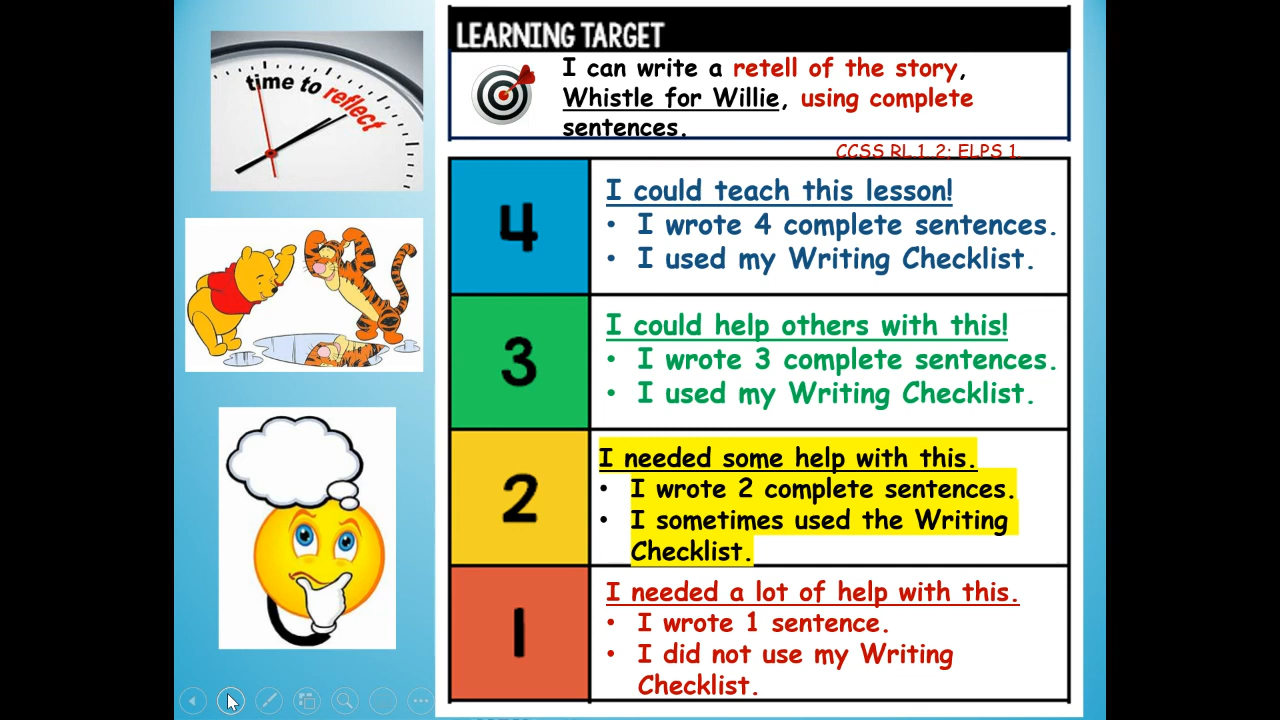 time to reflect
LEARNING TARGET
I can write a retell of the story,
Whistle for Willie, using complete
sentences.
CCSS RL 1. 2; ELPS 1.
4
I could teach this lesson!
• I wrote 4 complete sentences.
• I used my Writing Checklist.
3
I could help others with this!
• I wrote 3 complete sentences.
• I used my Writing Checklist.
2
I needed some help with this.
• I wrote 2 complete sentences.
• I sometimes used the Writing
Checklist.
1
I needed a lot of help with this.
• I wrote 1 sentence.
• I did not use my Writing
Checklist.